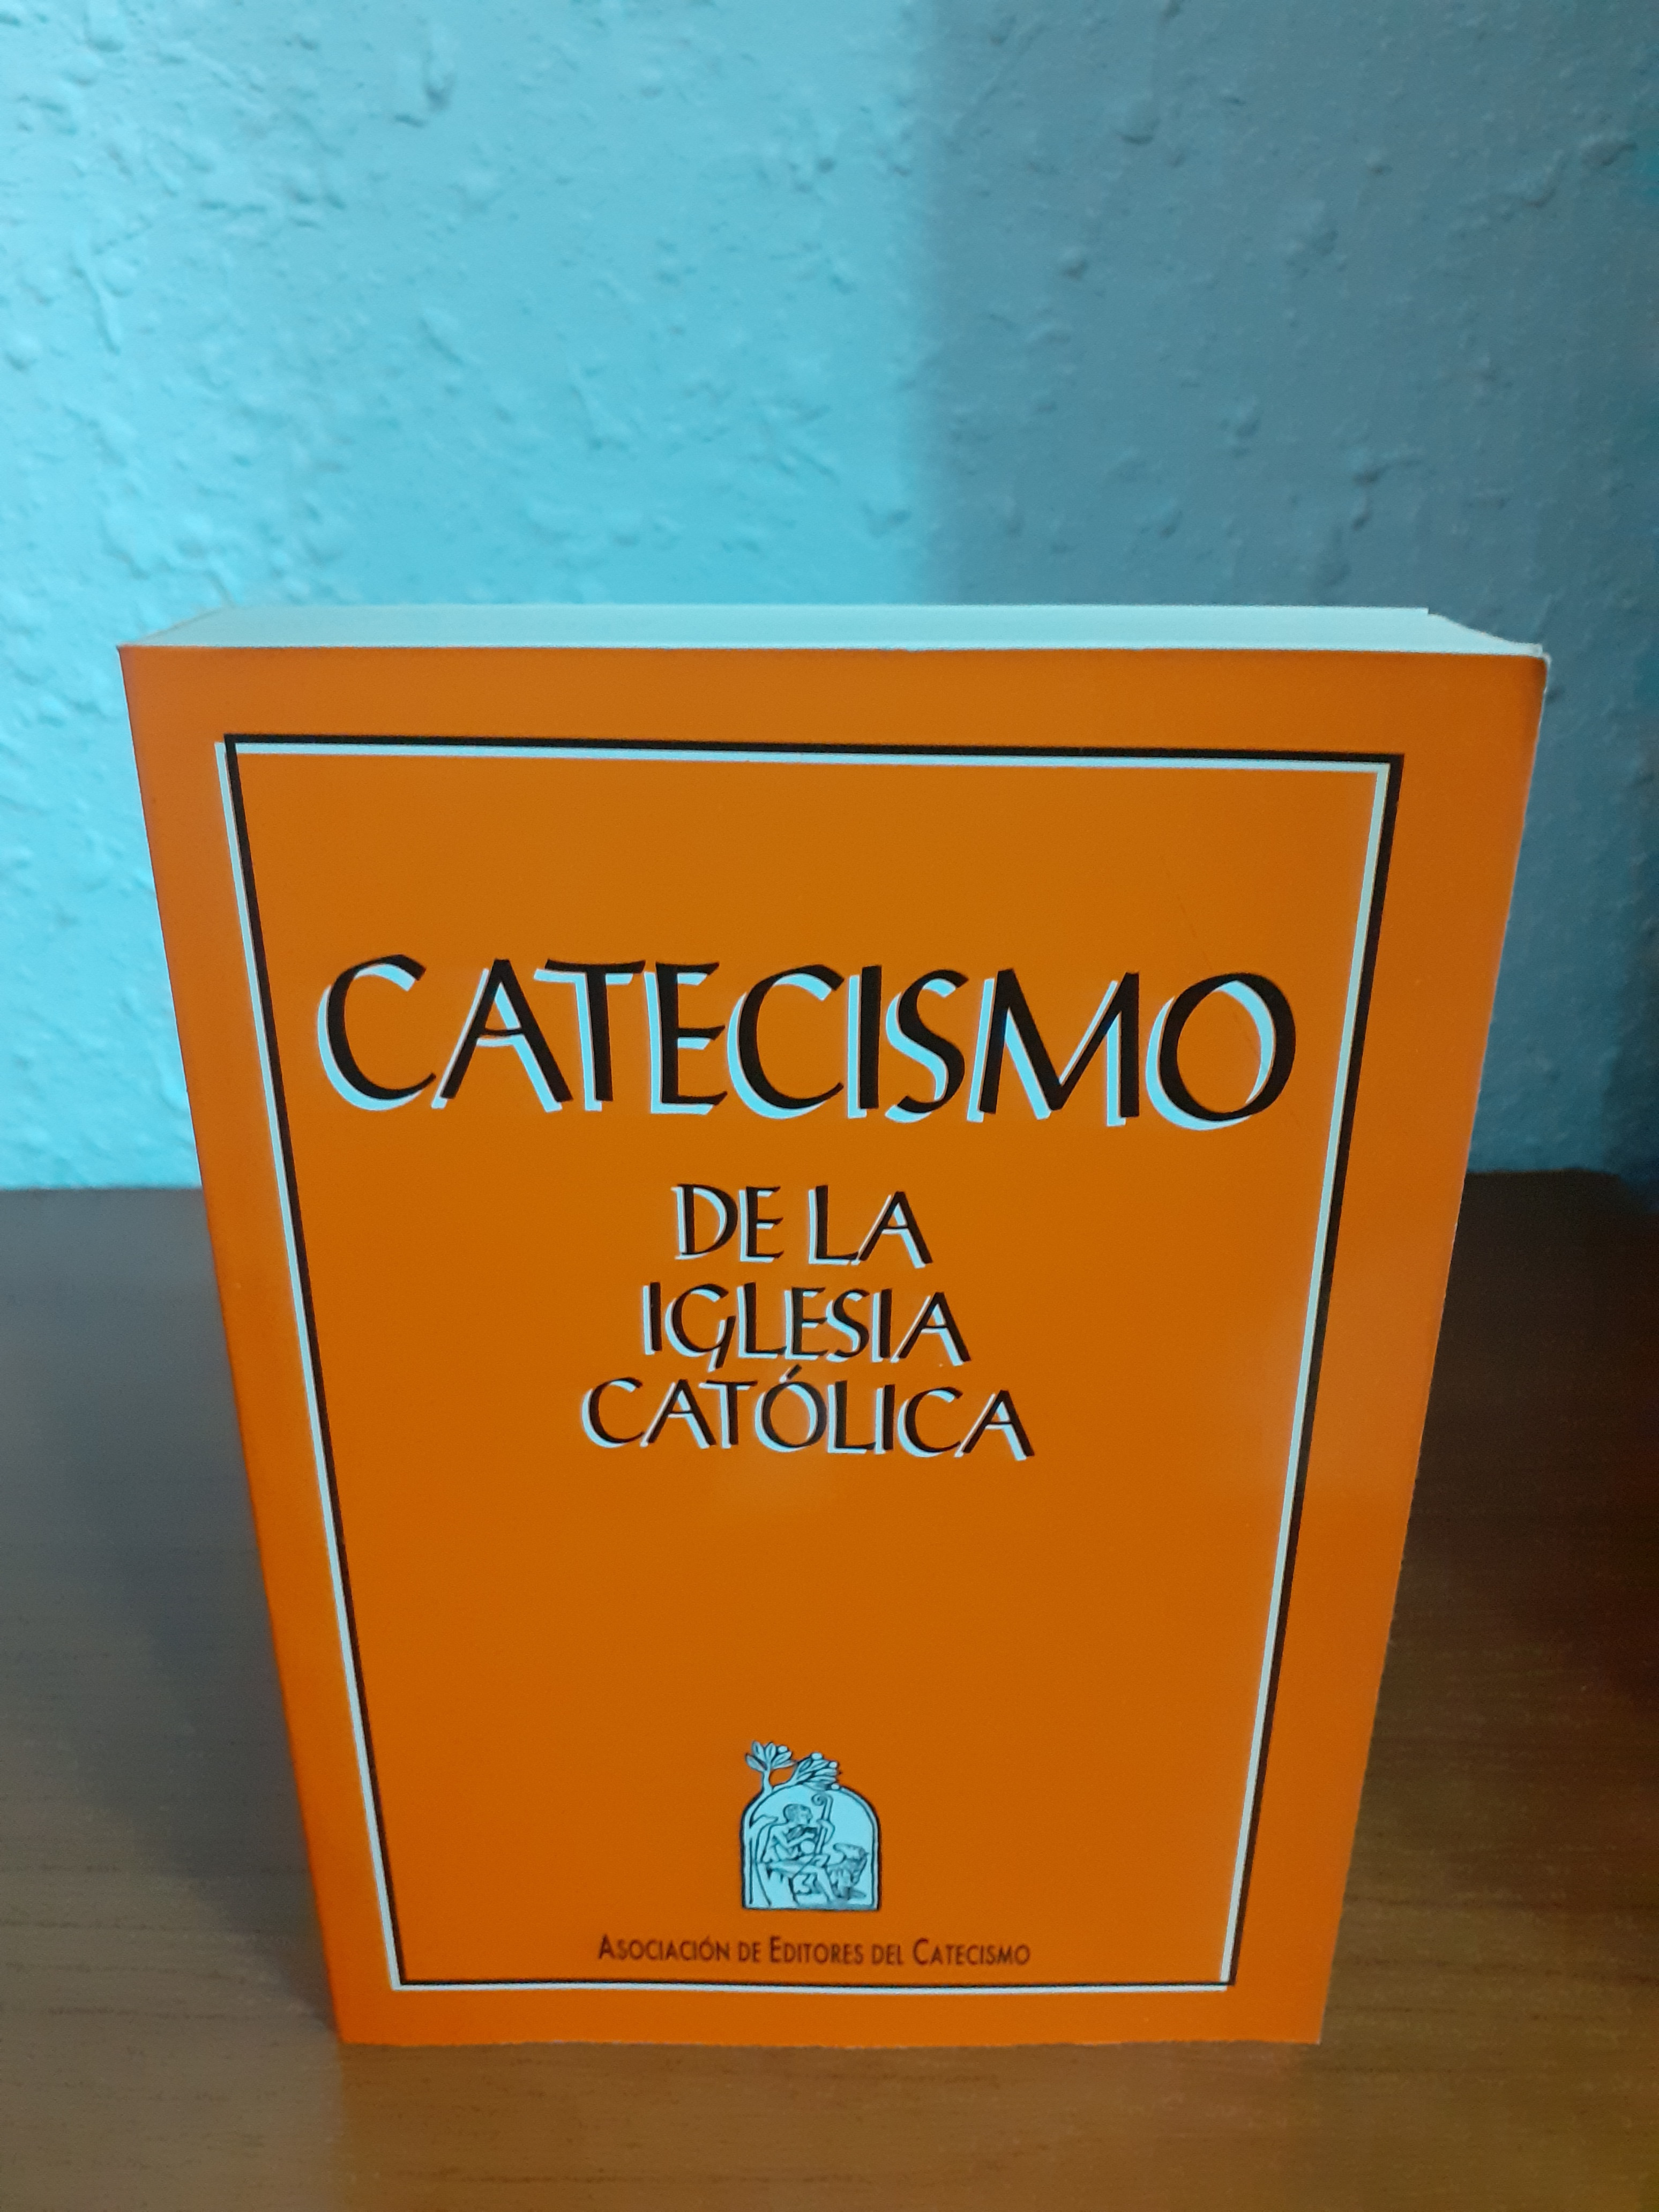 CATECISMO
DE LA
IGLESIA
CATÓLICA
ASOCIACIÓN DE EDITORES DEL CATECISMO